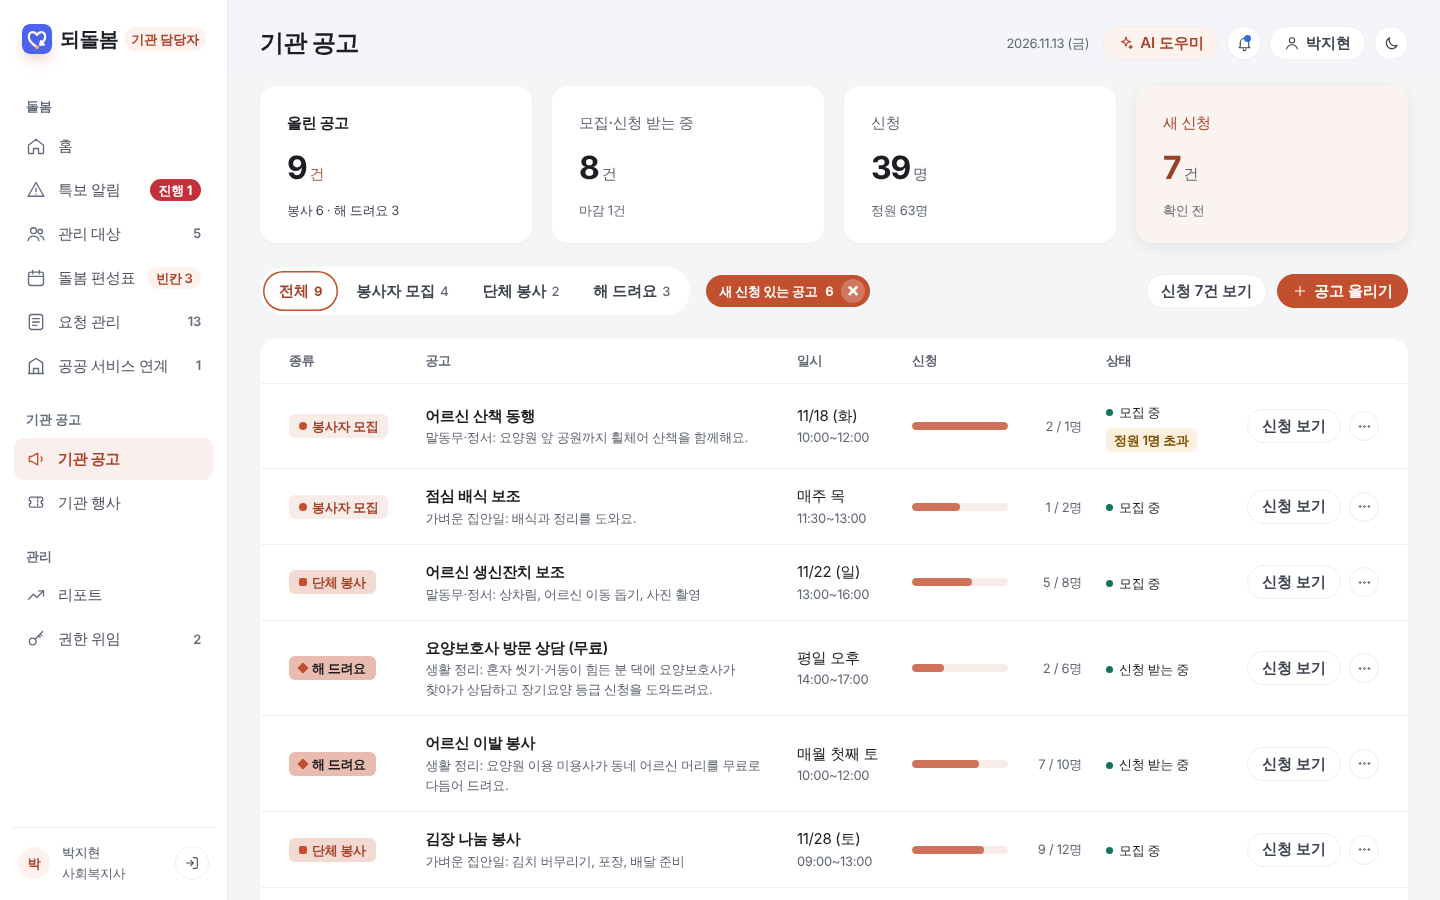 되돌봄 기관 담당자
돌봄
홈
특보 알림 진행 1
관리 대상 5
돌봄 편성표 빈칸 3
요청 관리 13
공공 서비스 연계 1
기관 공고
기관 공고
기관 행사
관리
리포트
권한 위임 2
박 박지현
사회복지사
기관 공고
2026.11.13 (금) AI 도우미 박지현
올린 공고
9 건
봉사 6 · 해 드려요 3
모집·신청 받는 중
8 건
마감 1건
신청
39 명
정원 63명
새 신청
7 건
확인 전
전체 9 봉사자 모집 4 단체 봉사 2 해 드려요 3 새 신청 있는 공고 6 신청 7건 보기 공고 올리기
종류 공고 일시 신청 상태
봉사자 모집 어르신 산책 동행 11/18 (화) 2 / 1명 모집 중 신청 보기
말동무·정서: 요양원 앞 공원까지 휠체어 산책을 함께해요. 10:00~12:00 정원 1명 초과
봉사자 모집 점심 배식 보조 매주 목 1 / 2명 모집 중 신청 보기
가벼운 집안일: 배식과 정리를 도와요. 11:30~13:00
단체 봉사 어르신 생신잔치 보조 11/22 (일) 5 / 8명 모집 중 신청 보기
말동무·정서: 상차림, 어르신 이동 돕기, 사진 촬영 13:00~16:00
해 드려요 요양보호사 방문 상담 (무료) 평일 오후 2 / 6명 신청 받는 중 신청 보기
생활 정리: 혼자 씻기·거동이 힘든 분 댁에 요양보호사가 14:00~17:00
찾아가 상담하고 장기요양 등급 신청을 도와드려요.
해 드려요 어르신 이발 봉사 매월 첫째 토 7 / 10명 신청 받는 중 신청 보기
생활 정리: 요양원 이용 미용사가 동네 어르신 머리를 무료로 10:00~12:00
다듬어 드려요.
단체 봉사 김장 나눔 봉사 11/28 (토) 9 / 12명 모집 중 신청 보기
가벼운 집안일: 김치 버무리기, 포장, 배달 준비 09:00~13:00